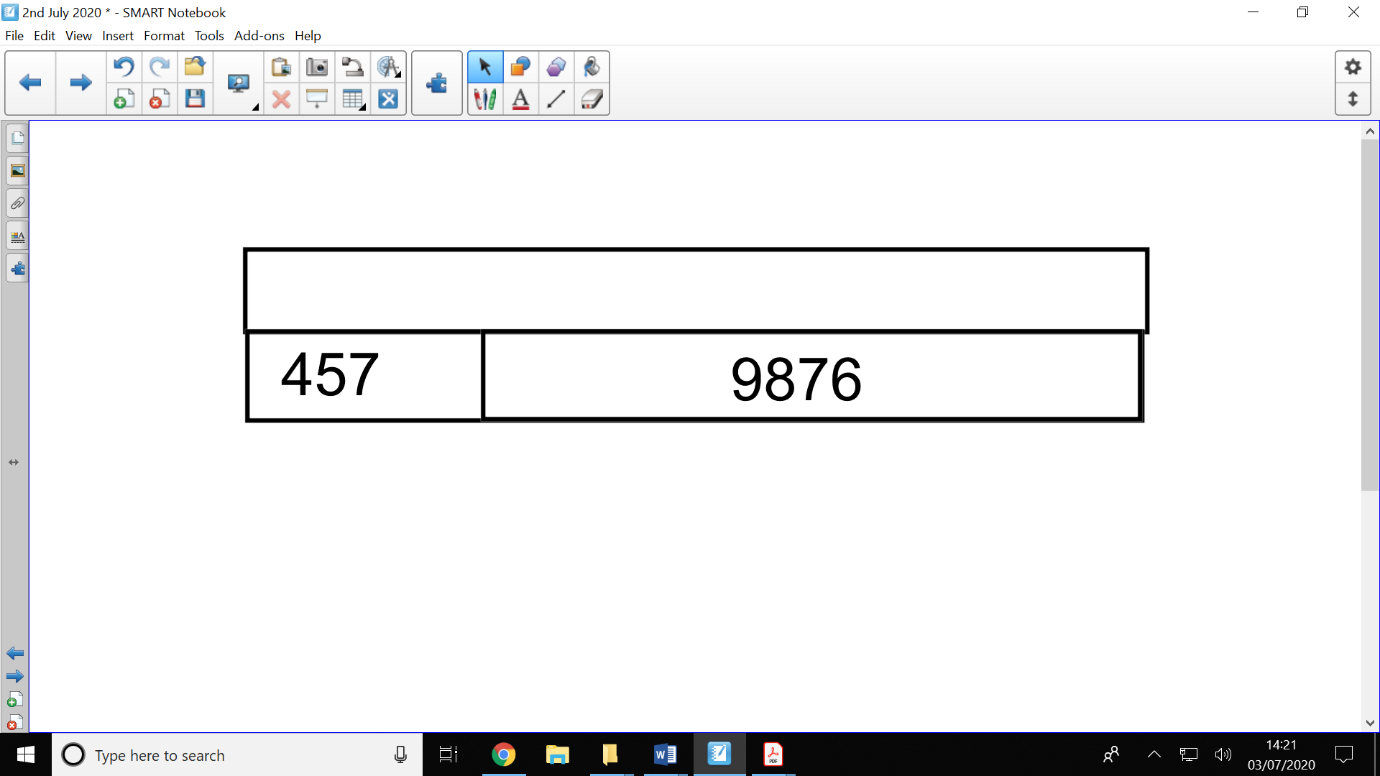 2nd July 2020 * - SMART Notebook
File Edit View Insert Format Tools Add-ons Help
457 9876
Type here to search
14:21
03/07/2020